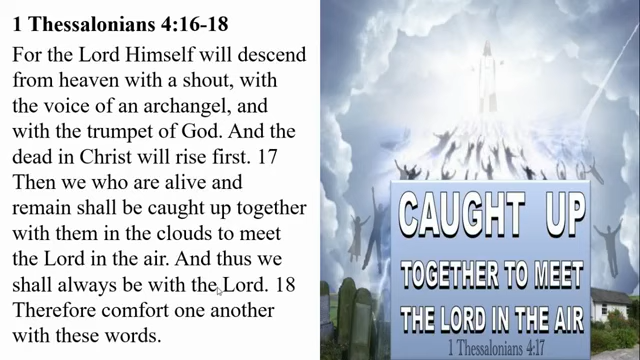 1 Thessalonians 4:16-18
For the Lord Himself will descend
from heaven with a shout, with
the voice of an archangel, and
with the trumpet of God. And the
dead in Christ will rise first. 17
Then we who are alive and
remain shall be caught up together
with them in the clouds to meet
the Lord in the air. And thus we
shall always be with the Lord. 18
Therefore comfort one another
with these words.
CAUGHT UP
TOGETHER TO MEET
THE LORD IN THE AIR
1 Thessalonians 4:17